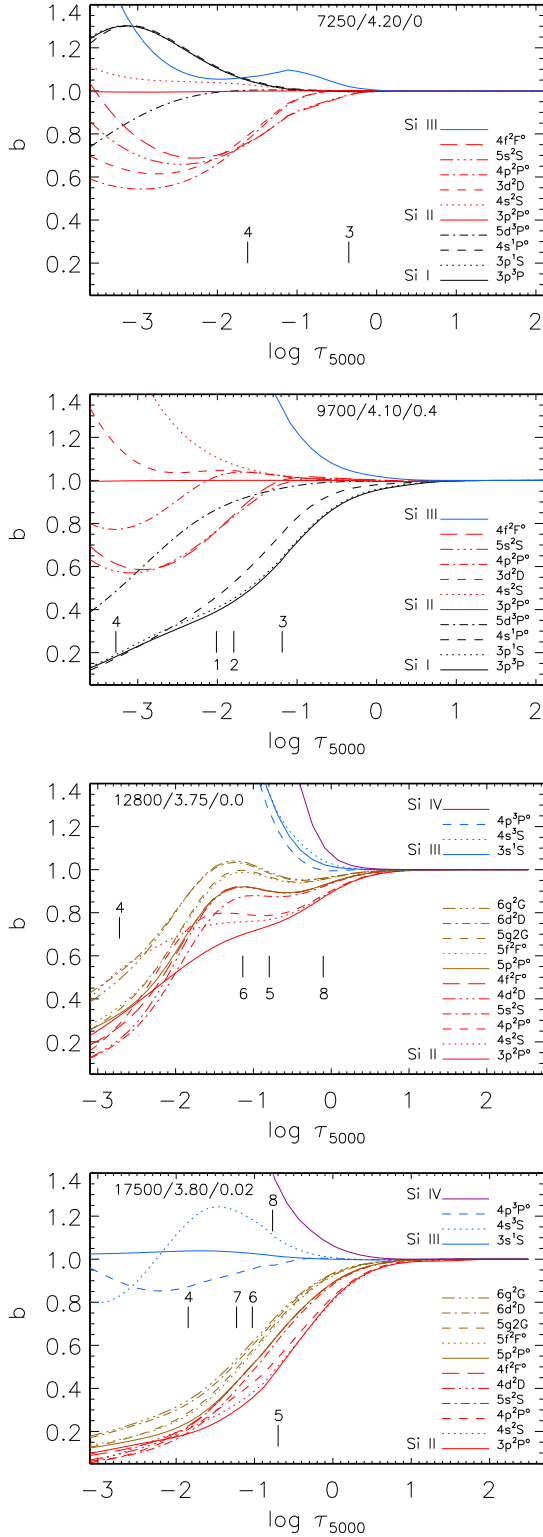 7250/4.20/0
1.4
1.2
1.0
0.8
0.6
0.4
0.2
b
Si III
4f²F°
5s²S
4p²P°
3d²D
4s²S
Si II 3p²P°
5d³P°
4s¹P°
3p¹S
Si I 3p³P
4 3
−3 −2 −1 0 1 2
log τ₅₀₀₀
9700/4.10/0.4
1.4
1.2
1.0
0.8
0.6
0.4
0.2
b
Si III
4f²F°
5s²S
4p²P°
3d²D
4s²S
Si II 3p²P°
5d³P°
4s¹P°
3p¹S
Si I 3p³P
4 3
1 2
−3 −2 −1 0 1 2
log τ₅₀₀₀
12800/3.75/0.0
1.4
1.2
1.0
0.8
0.6
0.4
0.2
b
Si IV
4p³P°
4s³S
Si III 3s¹S
6g²G
6d²D
5g2G
5f²F°
5p²P°
4f²F°
4d²D
5s²S
4p²P°
4s²S
Si II 3p²P°
4
6 5 8
−3 −2 −1 0 1 2
log τ₅₀₀₀
17500/3.80/0.02
1.4
1.2
1.0
0.8
0.6
0.4
0.2
b
Si IV
4p³P°
4s³S
Si III 3s¹S
6g²G
6d²D
5g2G
5f²F°
5p²P°
4f²F°
4d²D
5s²S
4p²P°
4s²S
Si II 3p²P°
8
4 7 6
5
−3 −2 −1 0 1 2
log τ₅₀₀₀